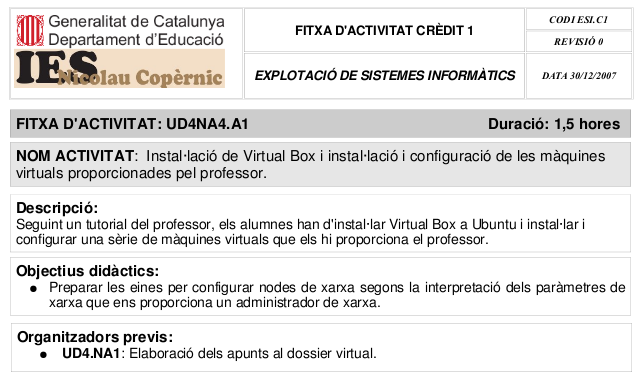 Generalitat de Catalunya
Departament d'Educació
IES
Nicolau Copèrnic
FITXA D'ACTIVITAT CRÈDIT 1
EXPLOTACIÓ DE SISTEMES INFORMÀTICS
CODI ESI.C1
REVISIÓ 0
DATA 30/12/2007
FITXA D'ACTIVITAT: UD4NA4.A1 Duració: 1,5 hores
NOM ACTIVITAT: Instal·lació de Virtual Box i instal·lació i configuració de les màquines
virtuals proporcionades pel professor.
Descripció:
Seguint un tutorial del professor, els alumnes han d'instal·lar Virtual Box a Ubuntu i instal·lar i
configurar una sèrie de màquines virtuals que els hi proporciona el professor.
Objectius didàctics:
● Preparar les eines per configurar nodes de xarxa segons la interpretació dels paràmetres de
xarxa que ens proporciona un administrador de xarxa.
Organitzadors previs:
● UD4.NA1: Elaboració dels apunts al dossier virtual.